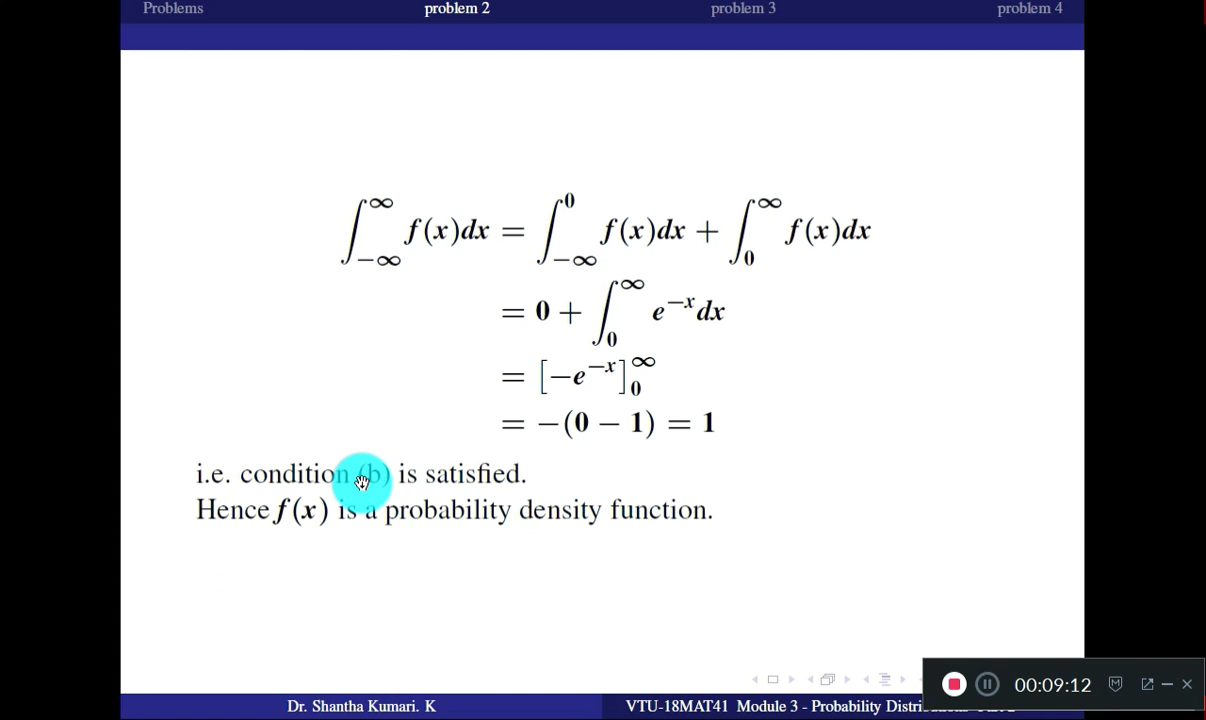 Problems problem 2 problem 3 problem 4
∫_{−∞}^{∞} f(x)dx = ∫_{−∞}^{0} f(x)dx + ∫_{0}^{∞} f(x)dx
= 0 + ∫_{0}^{∞} e^{−x} dx
= [−e^{−x}]_{0}^{∞}
= −(0 − 1) = 1
i.e. condition (b) is satisfied.
Hence f(x) is a probability density function.
00:09:12
Dr. Shantha Kumari. K VTU-18MAT41 Module 3 - Probability